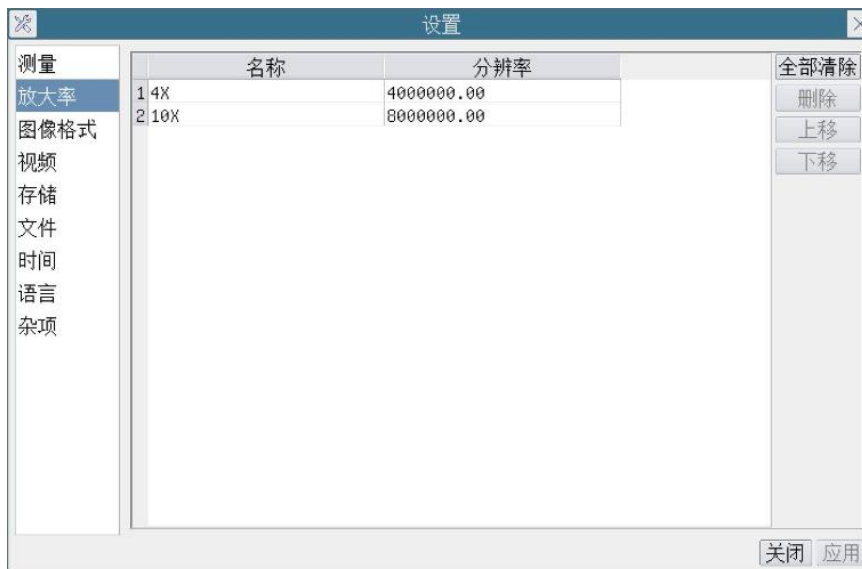 设置
测量
放大率
图像格式
视频
存储
文件
时间
语言
杂项
名称 分辨率
1 4X 4000000.00
2 10X 8000000.00
全部清除
删除
上移
下移
关闭 应用